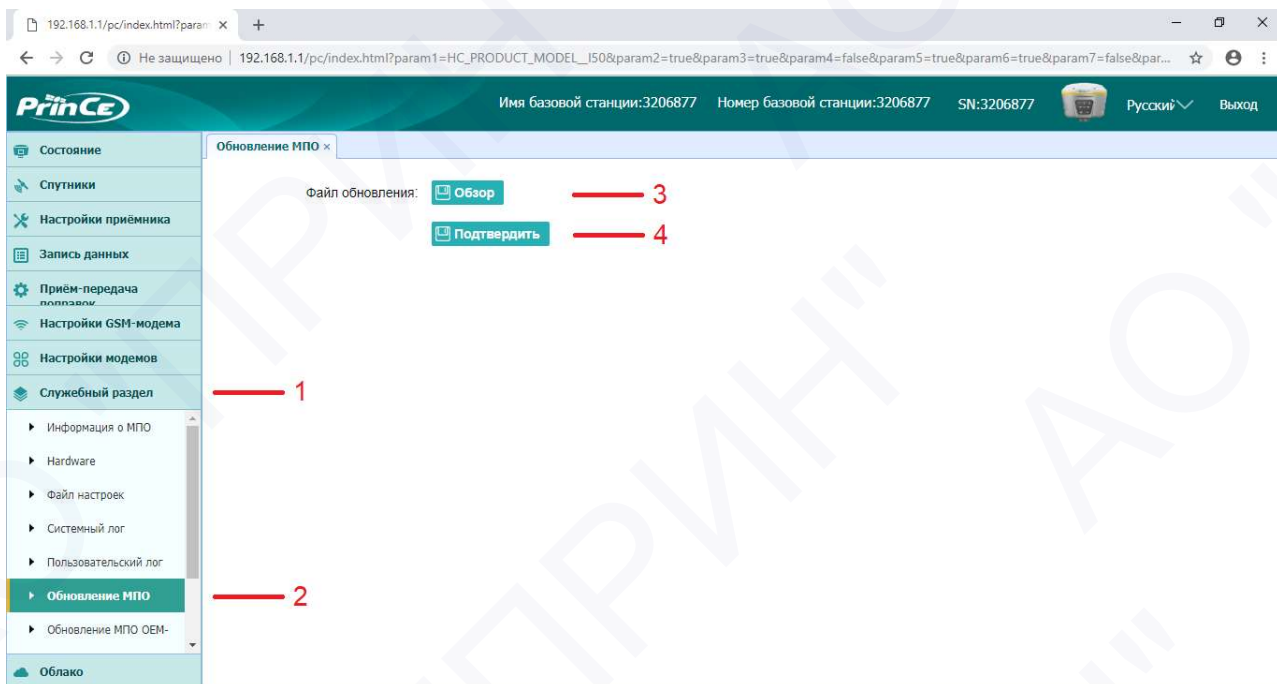 192.168.1.1/pc/index.html?param
Не защищено | 192.168.1.1/pc/index.html?param1=HC_PRODUCT_MODEL__I50&param2=true&param3=true&param4=false&param5=true&param6=true&param7=false&par...
PrinCe
Имя базовой станции:3206877 Номер базовой станции:3206877 SN:3206877 Русский Выход
Состояние
Спутники
Настройки приёмника
Запись данных
Приём-передача
поправок
Настройки GSM-модема
Настройки модемов
Служебный раздел
Информация о МПО
Hardware
Файл настроек
Системный лог
Пользовательский лог
Обновление МПО
Обновление МПО OEM-
Облако
Обновление МПО ×
Файл обновления: Обзор
Подтвердить
3
4
1
2
АО "ПРИН"